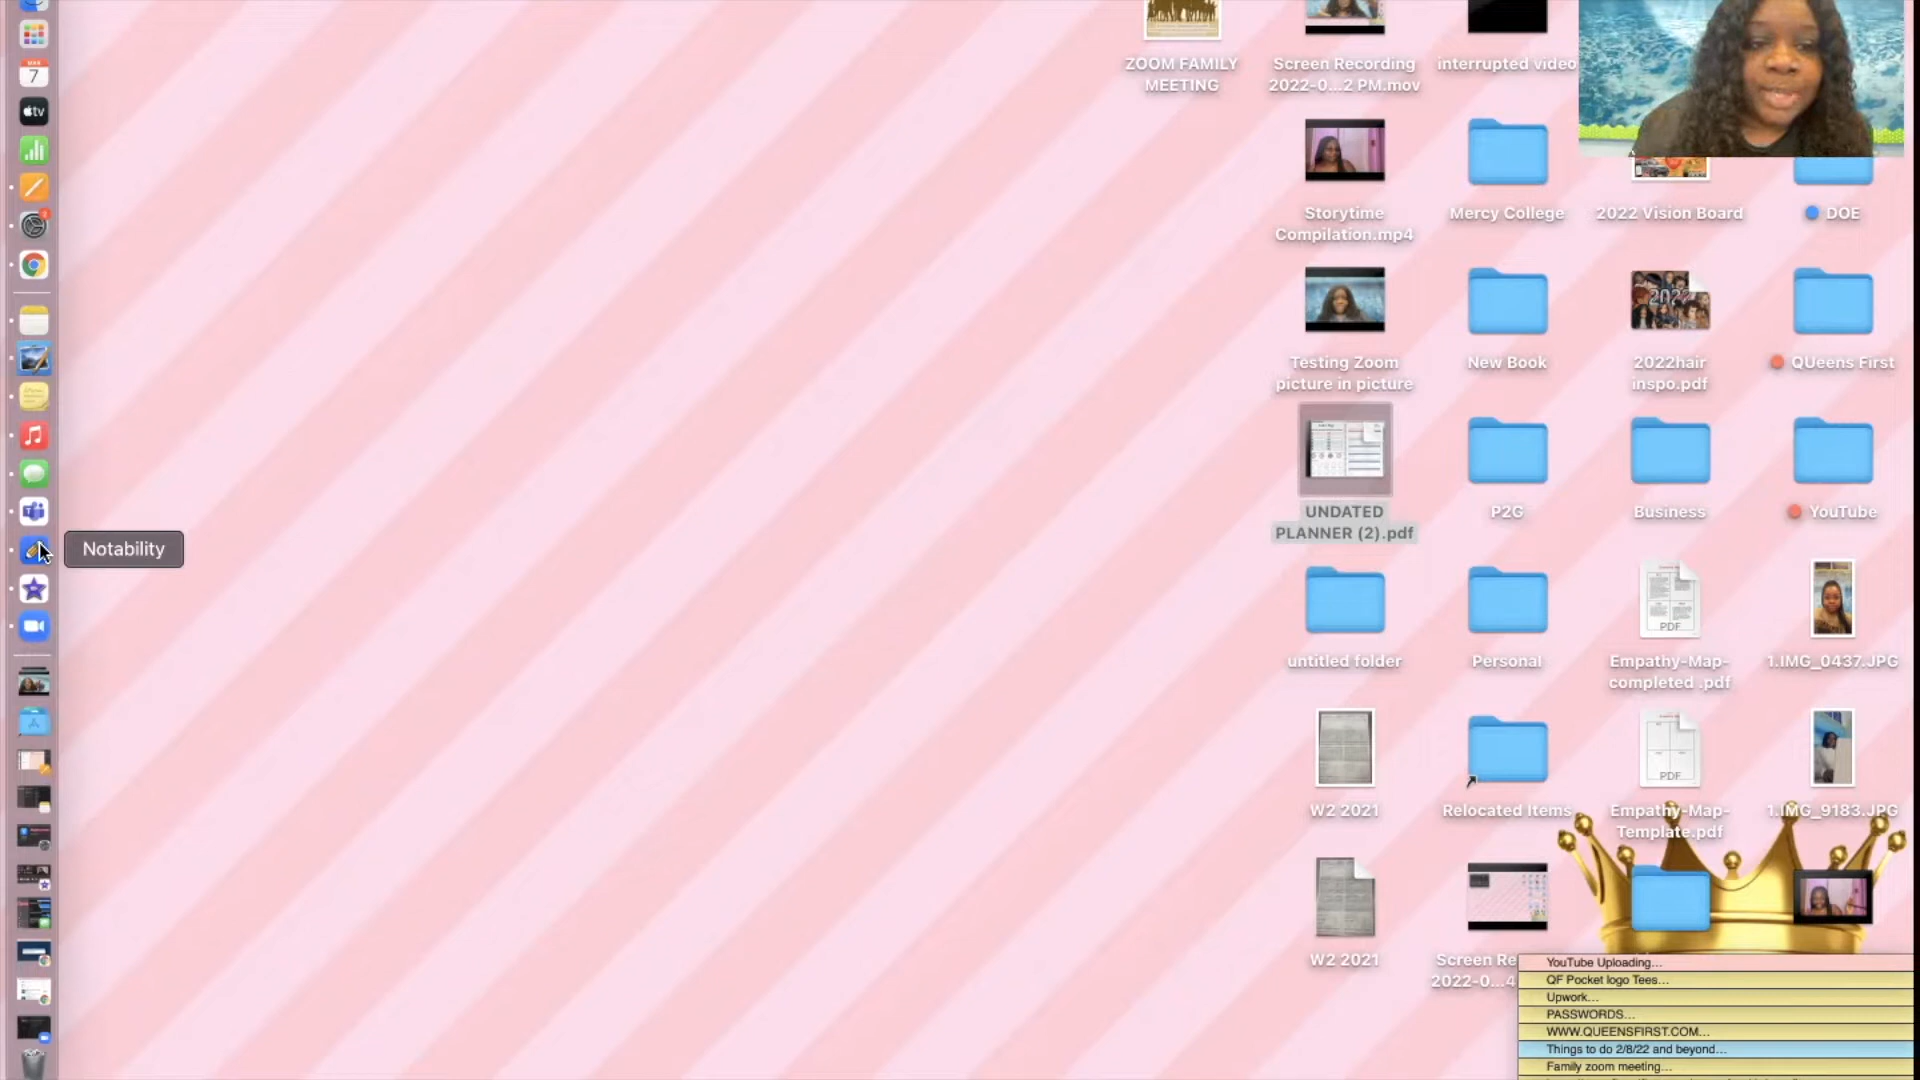 7
tv
Notability
ZOOM FAMILY
MEETING
Screen Recording
2022-0...2 PM.mov
interrupted video
Storytime
Compilation.mp4
Mercy College
2022 Vision Board
DOE
Testing Zoom
picture in picture
New Book
2022hair
inspo.pdf
QUeens First
UNDATED
PLANNER (2).pdf
P2G
Business
YouTube
untitled folder
Personal
PDF
Empathy-Map-
completed .pdf
1.IMG_0437.JPG
W2 2021
Relocated Items
PDF
Empathy-Map-
Template.pdf
1.IMG_9183.JPG
W2 2021
Screen Re
2022-0...4
YouTube Uploading...
QF Pocket logo Tees...
Upwork...
PASSWORDS...
WWW.QUEENSFIRST.COM...
Things to do 2/8/22 and beyond...
Family zoom meeting...